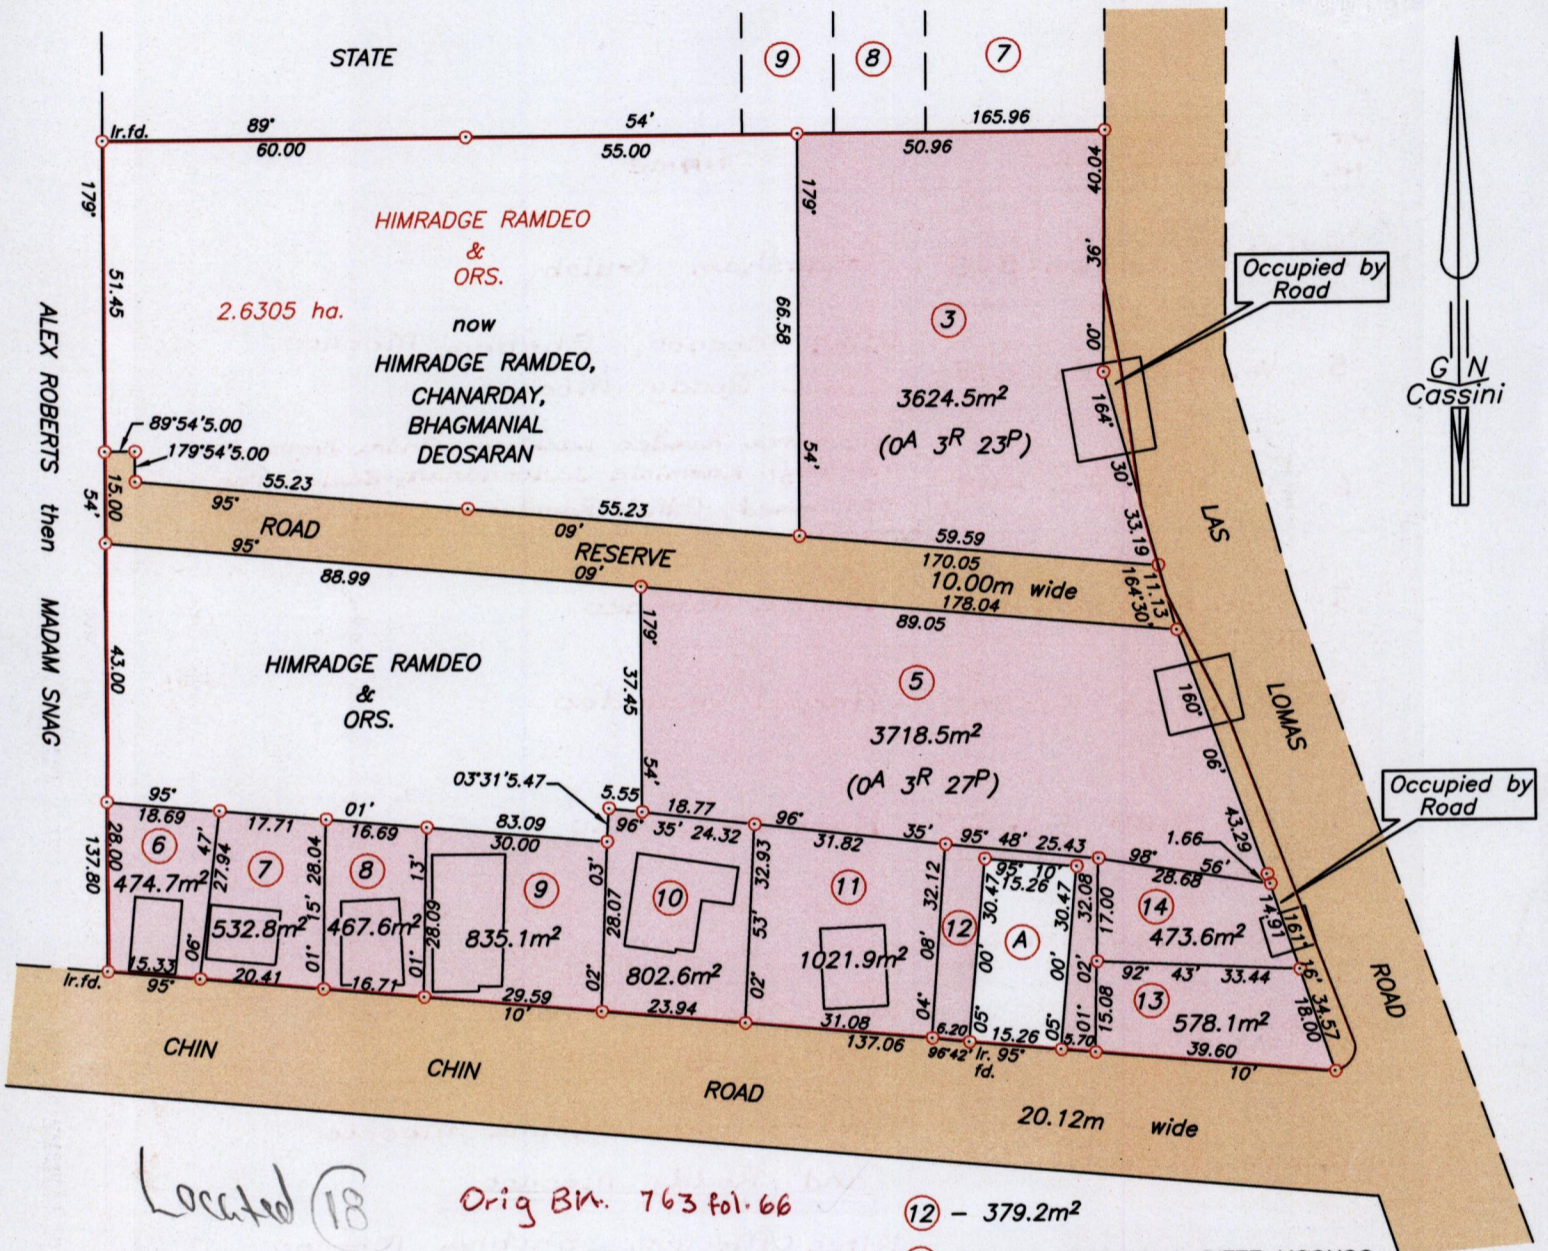 STATE
9
8
7
Ir.fd.
89°
54'
165.96
60.00
55.00
50.96
179°
51.45
HIMRADGE RAMDEO
&
ORS.
2.6305 ha.
now
HIMRADGE RAMDEO,
CHANARDAY,
BHAGMANIAL
DEOSARAN
179°
66.58
54'
3
3624.5m²
(0ᴬ 3ᴿ 23ᴾ)
40.04
36'
00"
164°
30'
33.19
Occupied by
Road
G N
Cassini
ALEX ROBERTS then MADAM SNAG
89°54'5.00
179°54'5.00
15.00
54'
55.23
95°
55.23
09'
59.59
170.05
ROAD
RESERVE
10.00m wide
95°
88.99
09'
178.04
89.05
11.13
164°30'
LAS
LOMAS
ROAD
43.00
HIMRADGE RAMDEO
&
ORS.
179°
37.45
54'
5
3718.5m²
(0ᴬ 3ᴿ 27ᴾ)
160°
06'
43.29
Occupied by
Road
03°31'5.47
5.55
18.77
96°
35'
24.32
96°
31.82
35'
95°
48'
25.43
98°
56'
28.68
1.66
95°
18.69
17.71
01'
16.69
83.09
30.00
28.00
137.80
6
474.7m²
15.33
47'
27.94
06°
7
532.8m²
20.41
28.04
15'
01°
8
467.6m²
16.71
13'
28.09
01°
9
835.1m²
29.59
03'
28.07
02°
10
802.6m²
23.94
32.93
53'
02°
11
1021.9m²
31.08
32.12
08'
04°
12
6.20
30.47
00'
05°
95°
10'
15.26
A
15.26
30.47
00'
05°
32.08
02'
01°
5.70
17.00
14
473.6m²
14.91
161°
16'
92°
43'
33.44
15.08
13
578.1m²
34.57
18.00
39.60
10'
Ir.fd.
95°
10'
137.06
96°42'
Ir.
fd.
95°
CHIN
CHIN
ROAD
20.12m wide
Located 18
Orig Bk. 763 fol. 66
12 - 379.2m²